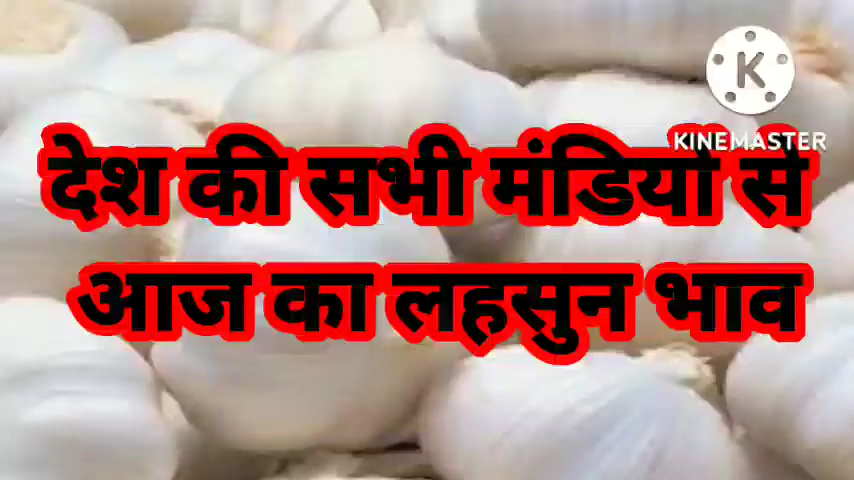 K
KINEMASTER
देश की सभी मंडियों से
आज का लहसुन भाव